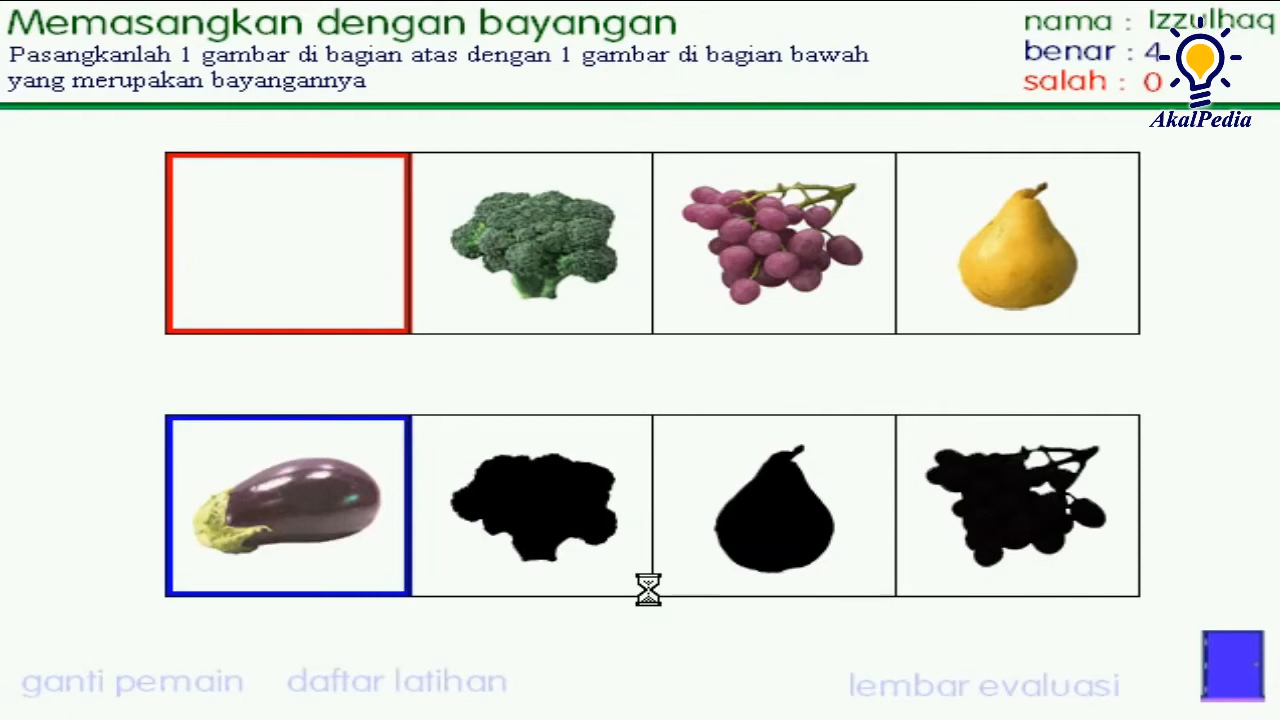 Memasangkan dengan bayangan
Pasangkanlah 1 gambar di bagian atas dengan 1 gambar di bagian bawah
yang merupakan bayangannya
nama : Izzulhaq
benar : 4
salah : 0
AkalPedia
ganti pemain
daftar latihan
lembar evaluasi